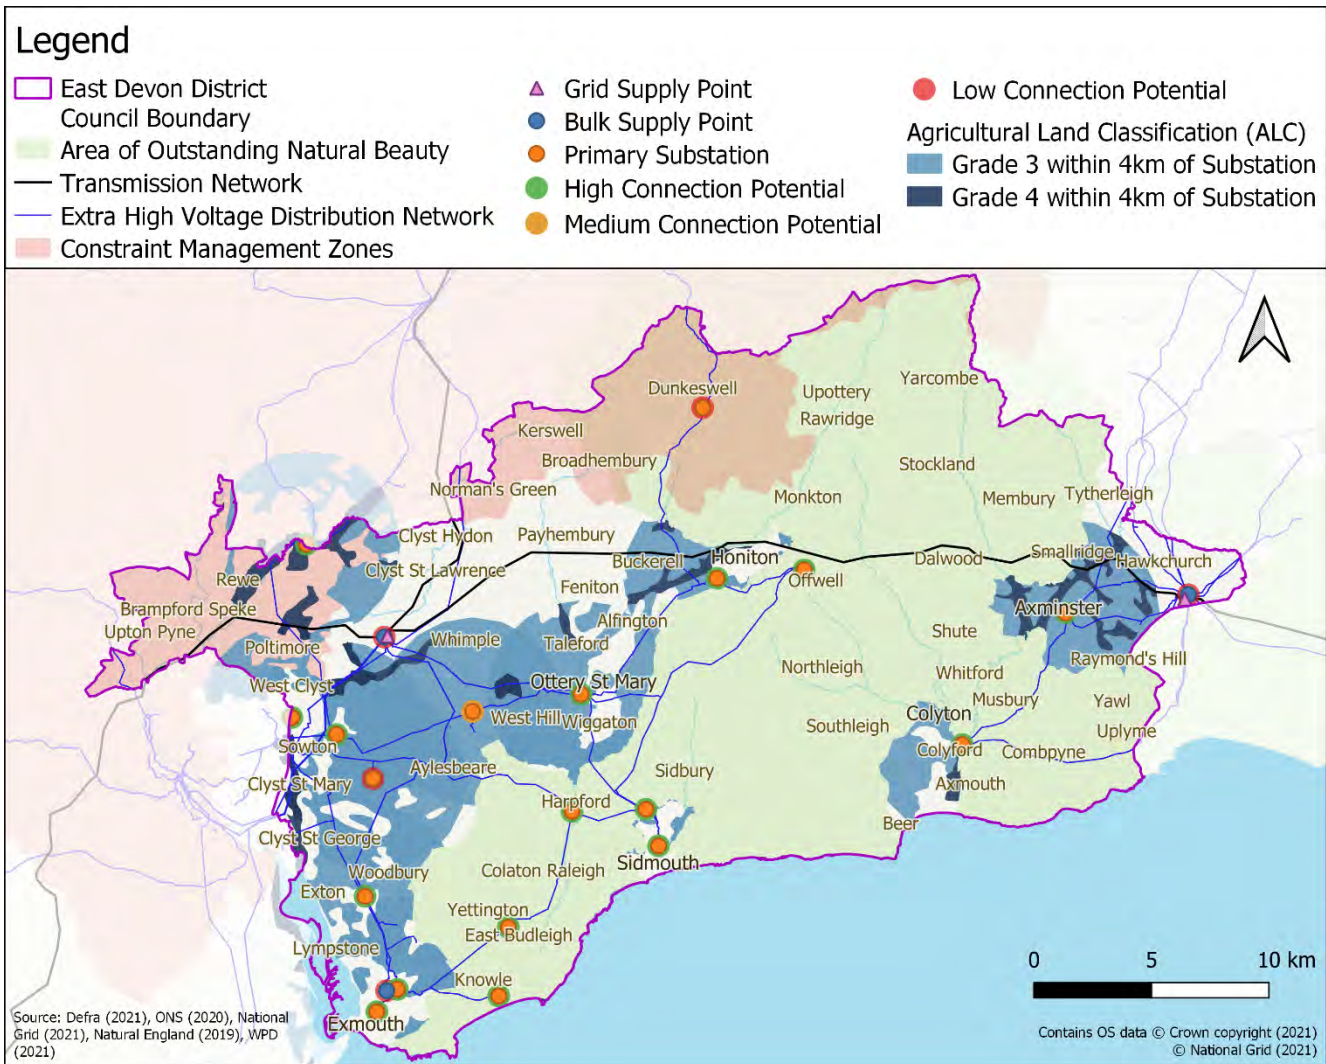 Legend
East Devon District
Council Boundary
Area of Outstanding Natural Beauty
Transmission Network
Extra High Voltage Distribution Network
Constraint Management Zones
Grid Supply Point
Bulk Supply Point
Primary Substation
High Connection Potential
Medium Connection Potential
Low Connection Potential
Agricultural Land Classification (ALC)
Grade 3 within 4km of Substation
Grade 4 within 4km of Substation
Dunkeswell
Upottery
Yarcombe
Rawridge
Kerswell
Broadhembury
Stockland
Norman's Green
Monkton
Membury
Tytherleigh
Clyst Hydon
Payhembury
Buckerell
Honiton
Dalwood
Smallridge
Hawkchurch
Clyst St Lawrence
Feniton
Offwell
Rewe
Brampford Speke
Axminster
Upton Pyne
Poltimore
Whimple
Taleford
Alfington
Shute
Raymond's Hill
Northleigh
Whitford
West Clyst
Ottery St Mary
Musbury
Yawl
West Hill
Wiggaton
Southleigh
Colyton
Uplyme
Sowton
Colyford
Combpyne
Clyst St Mary
Aylesbeare
Sidbury
Axmouth
Harpford
Beer
Clyst St George
Sidmouth
Woodbury
Colaton Raleigh
Exton
Yettington
East Budleigh
Lympstone
Knowle
Exmouth
0 5 10 km
Source: Defra (2021), ONS (2020), National
Grid (2021), Natural England (2019), WPD
(2021)
Contains OS data © Crown copyright (2021)
© National Grid (2021)